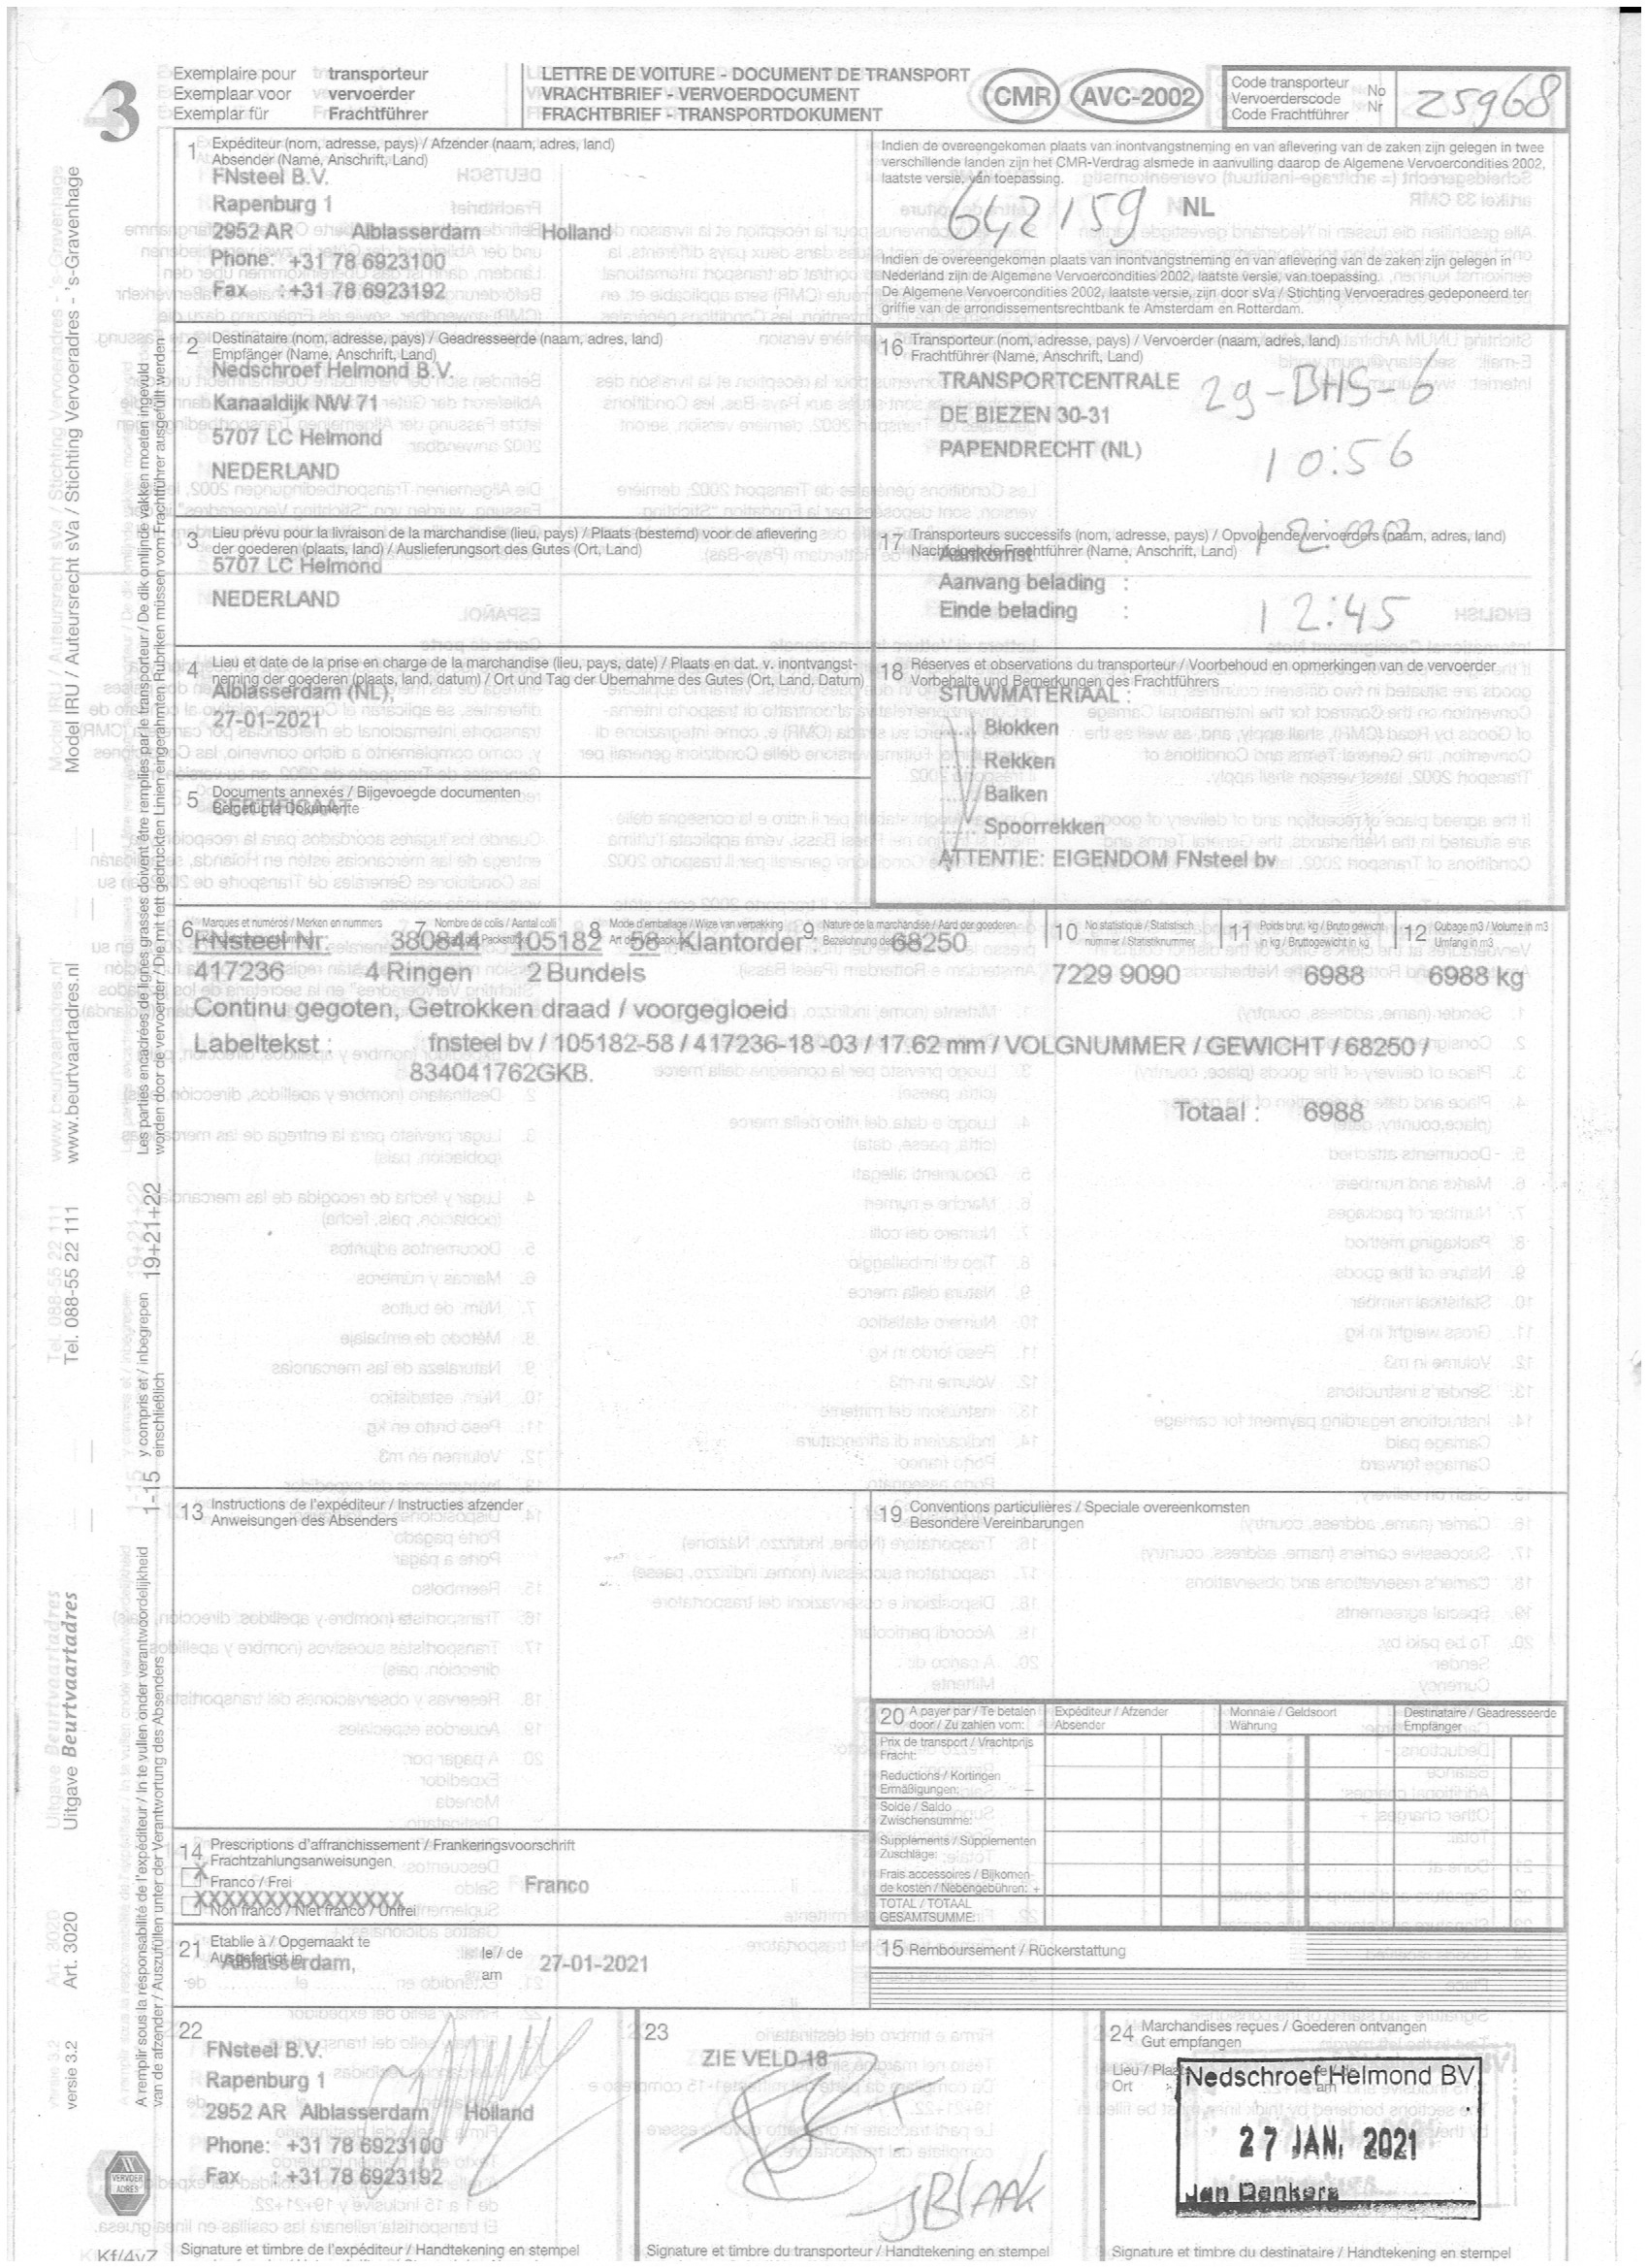 3
Exemplaire pour transporteur
Exemplaar voor vervoerder
Exemplar für Frachtführer
LETTRE DE VOITURE - DOCUMENT DE TRANSPORT
VRACHTBRIEF - VERVOERDOCUMENT
FRACHTBRIEF - TRANSPORTDOKUMENT
CMR
AVC-2002
Code transporteur No
Vervoerderscode Nr
Code Frachtführer
25968
1 Expéditeur (nom, adresse, pays) / Afzender (naam, adres, land)
Absender (Name, Anschrift, Land)
FNsteel B.V.
Rapenburg 1
2952 AR Alblasserdam Holland
Phone: +31 78 6923100
Fax : +31 78 6923192
Indien de overeengekomen plaats van inontvangstneming en van aflevering van de zaken zijn gelegen in twee
verschillende landen zijn het CMR-Verdrag alsmede in aanvulling daarop de Algemene Vervoercondities 2002,
laatste versie, van toepassing.
642159 NL
Indien de overeengekomen plaats van inontvangstneming en van aflevering van de zaken zijn gelegen in
Nederland zijn de Algemene Vervoercondities 2002, laatste versie, van toepassing.
De Algemene Vervoercondities 2002, laatste versie, zijn door sVa / Stichting Vervoeradres gedeponeerd ter
griffie van de arrondissementsrechtbank te Amsterdam en Rotterdam.
2 Destinataire (nom, adresse, pays) / Geadresseerde (naam, adres, land)
Empfänger (Name, Anschrift, Land)
Nedschroef Helmond B.V.
Kanaaldijk NW 71
5707 LC Helmond
NEDERLAND
16 Transporteur (nom, adresse, pays) / Vervoerder (naam, adres, land)
Frachtführer (Name, Anschrift, Land)
TRANSPORTCENTRALE
DE BIEZEN 30-31
PAPENDRECHT (NL)
29-BHS-6
10:56
3 Lieu prévu pour la livraison de la marchandise (lieu, pays) / Plaats (bestemd) voor de aflevering
der goederen (plaats, land) / Auslieferungsort des Gutes (Ort, Land)
5707 LC Helmond
NEDERLAND
17 Transporteurs successifs (nom, adresse, pays) / Opvolgende vervoerders (naam, adres, land)
Nachfolgende Frachtführer (Name, Anschrift, Land)
12:00
Aankomst
Aanvang belading :
Einde belading : 12:45
4 Lieu et date de la prise en charge de la marchandise (lieu, pays, date) / Plaats en dat. v. inontvangst-
neming der goederen (plaats, land, datum) / Ort und Tag der Übernahme des Gutes (Ort, Land, Datum)
Alblasserdam (NL),
27-01-2021
18 Réserves et observations du transporteur / Voorbehoud en opmerkingen van de vervoerder
Vorbehalte und Bemerkungen des Frachtführers
STUWMATERIAAL :
Blokken
Rekken
Balken
Spoorrekken
ATTENTIE: EIGENDOM FNsteel bv
5 Documents annexés / Bijgevoegde documenten
Beigefügte Dokumente
CERTIFICAAT
6 Marques et numéros / Merken en nummers
7 Nombre de colis / Aantal colli
8 Mode d'emballage / Wijze van verpakking
9 Nature de la marchandise / Aard der goederen
10 No statistique / Statistisch
nummer / Statistiknummer
11 Poids brut, kg / Bruto gewicht
in kg / Bruttogewicht in kg
12 Cubage m3 / Volume in m3
Umfang in m3
FNsteel Nr. 380844 105182 58 Klantorder 68250
417236 4 Ringen 2 Bundels 7229 9090 6988 6988 kg
Continu gegoten, Getrokken draad / voorgegloeid
Labeltekst : fnsteel bv / 105182-58 / 417236-18 -03 / 17.62 mm / VOLGNUMMER / GEWICHT / 68250 /
834041762GKB.
Totaal : 6988
13 Instructions de l'expéditeur / Instructies afzender
Anweisungen des Absenders
19 Conventions particulières / Speciale overeenkomsten
Besondere Vereinbarungen
20 A payer par / Te betalen
door / Zu zahlen vom:
Expéditeur / Afzender
Absender
Monnaie / Geldsoort
Währung
Destinataire / Geadresseerde
Empfänger
Prix de transport / Vrachtprijs
Fracht:
Reductions / Kortingen
Ermäßigungen: –
Solde / Saldo
Zwischensumme:
Suppléments / Supplementen
Zuschläge:
Frais accessoires / Bijkomen-
de kosten / Nebengebühren: +
TOTAL / TOTAAL
GESAMTSUMME:
14 Prescriptions d'affranchissement / Frankeringsvoorschrift
Frachtzahlungsanweisungen
X Franco / Frei
XXXXXXXXXXXXXXX
Non franco / Niet franco / Unfrei
Franco
21 Etablie à / Opgemaakt te
Ausgefertigt in
Alblasserdam,
le / de
am
27-01-2021
15 Remboursement / Rückerstattung
22
FNsteel B.V.
Rapenburg 1
2952 AR Alblasserdam Holland
Phone: +31 78 6923100
Fax : +31 78 6923192
Signature et timbre de l'expéditeur / Handtekening en stempel
23
ZIE VELD 18
JBlAAK
Signature et timbre du transporteur / Handtekening en stempel
24 Marchandises reçues / Goederen ontvangen
Gut empfangen
Lieu / Plaats
Ort
am
Nedschroef Helmond BV
27 JAN. 2021
Jan Donkers
Signature et timbre du destinataire / Handtekening en stempel
Model IRU / Auteursrecht sVa / Stichting Vervoeradres - 's-Gravenhage
www.beurtvaartadres.nl
Tel. 088-55 22 111
Uitgave Beurtvaartadres
Art. 3020
versie 3.2
Les parties encadrées de lignes grasses doivent être remplies par le transporteur / De dik omlijnde vakken moeten ingevuld
worden door de vervoerder / Die mit fett gedruckten Linien eingerahmten Rubriken müssen vom Frachtführer ausgefüllt werden
1-15 y compris et / inbegrepen 19+21+22
einschließlich
A remplir sous la résponsabilité de l'expéditeur / In te vullen onder verantwoordelijkheid
van de afzender / Auszufüllen unter der Verantwortung des Absenders
VERVOER
ADRES